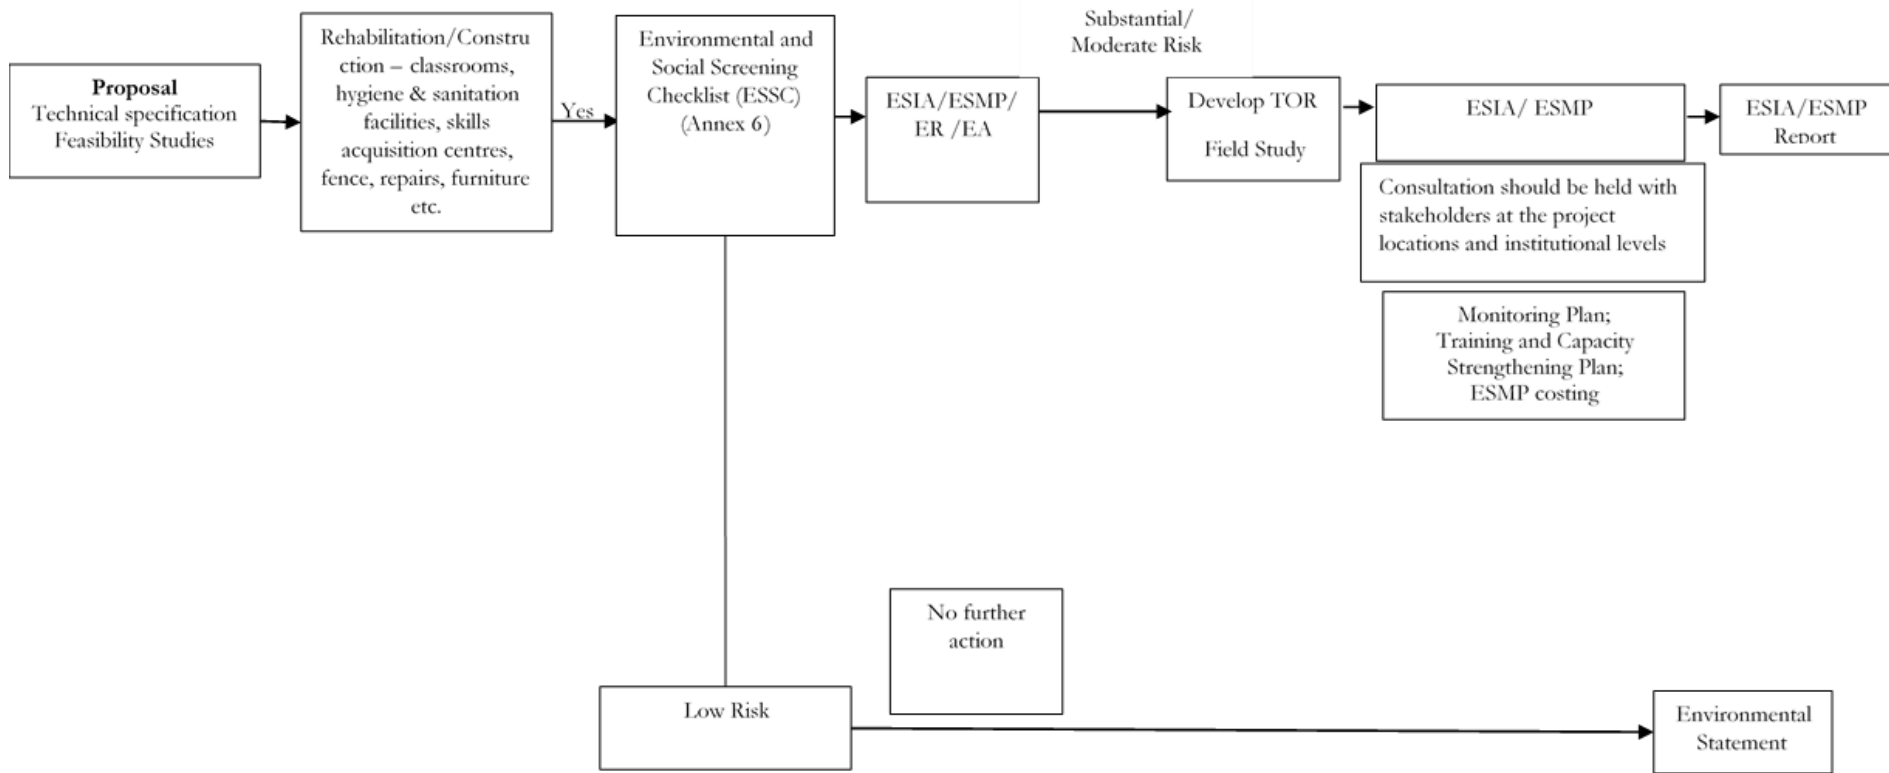 Proposal
Technical specification
Feasibility Studies
Rehabilitation/Constru
ction – classrooms,
hygiene & sanitation
facilities, skills
acquisition centres,
fence, repairs, furniture
etc.
Yes
Environmental and
Social Screening
Checklist (ESSC)
(Annex 6)
ESIA/ESMP/
ER /EA
Substantial/
Moderate Risk
Develop TOR
Field Study
ESIA/ ESMP
Consultation should be held with
stakeholders at the project
locations and institutional levels
Monitoring Plan;
Training and Capacity
Strengthening Plan;
ESMP costing
ESIA/ESMP
Report
No further
action
Low Risk
Environmental
Statement